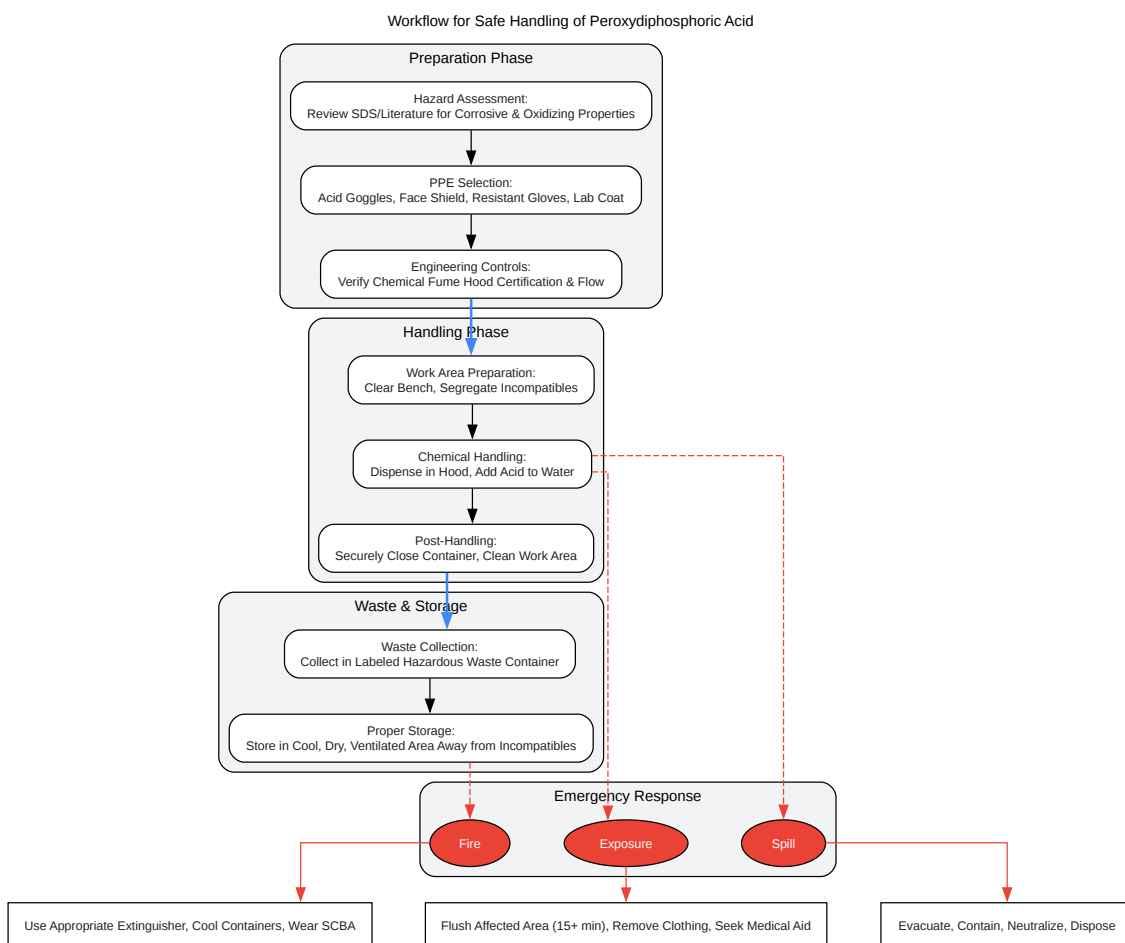 Workflow for Safe Handling of Peroxydiphosphoric Acid
Preparation Phase
Hazard Assessment:
Review SDS/Literature for Corrosive & Oxidizing Properties
PPE Selection:
Acid Goggles, Face Shield, Resistant Gloves, Lab Coat
Engineering Controls:
Verify Chemical Fume Hood Certification & Flow
Handling Phase
Work Area Preparation:
Clear Bench, Segregate Incompatibles
Chemical Handling:
Dispense in Hood, Add Acid to Water
Post-Handling:
Securely Close Container, Clean Work Area
Waste & Storage
Waste Collection:
Collect in Labeled Hazardous Waste Container
Proper Storage:
Store in Cool, Dry, Ventilated Area Away from Incompatibles
Emergency Response
Fire
Exposure
Spill
Use Appropriate Extinguisher, Cool Containers, Wear SCBA
Flush Affected Area (15+ min), Remove Clothing, Seek Medical Aid
Evacuate, Contain, Neutralize, Dispose